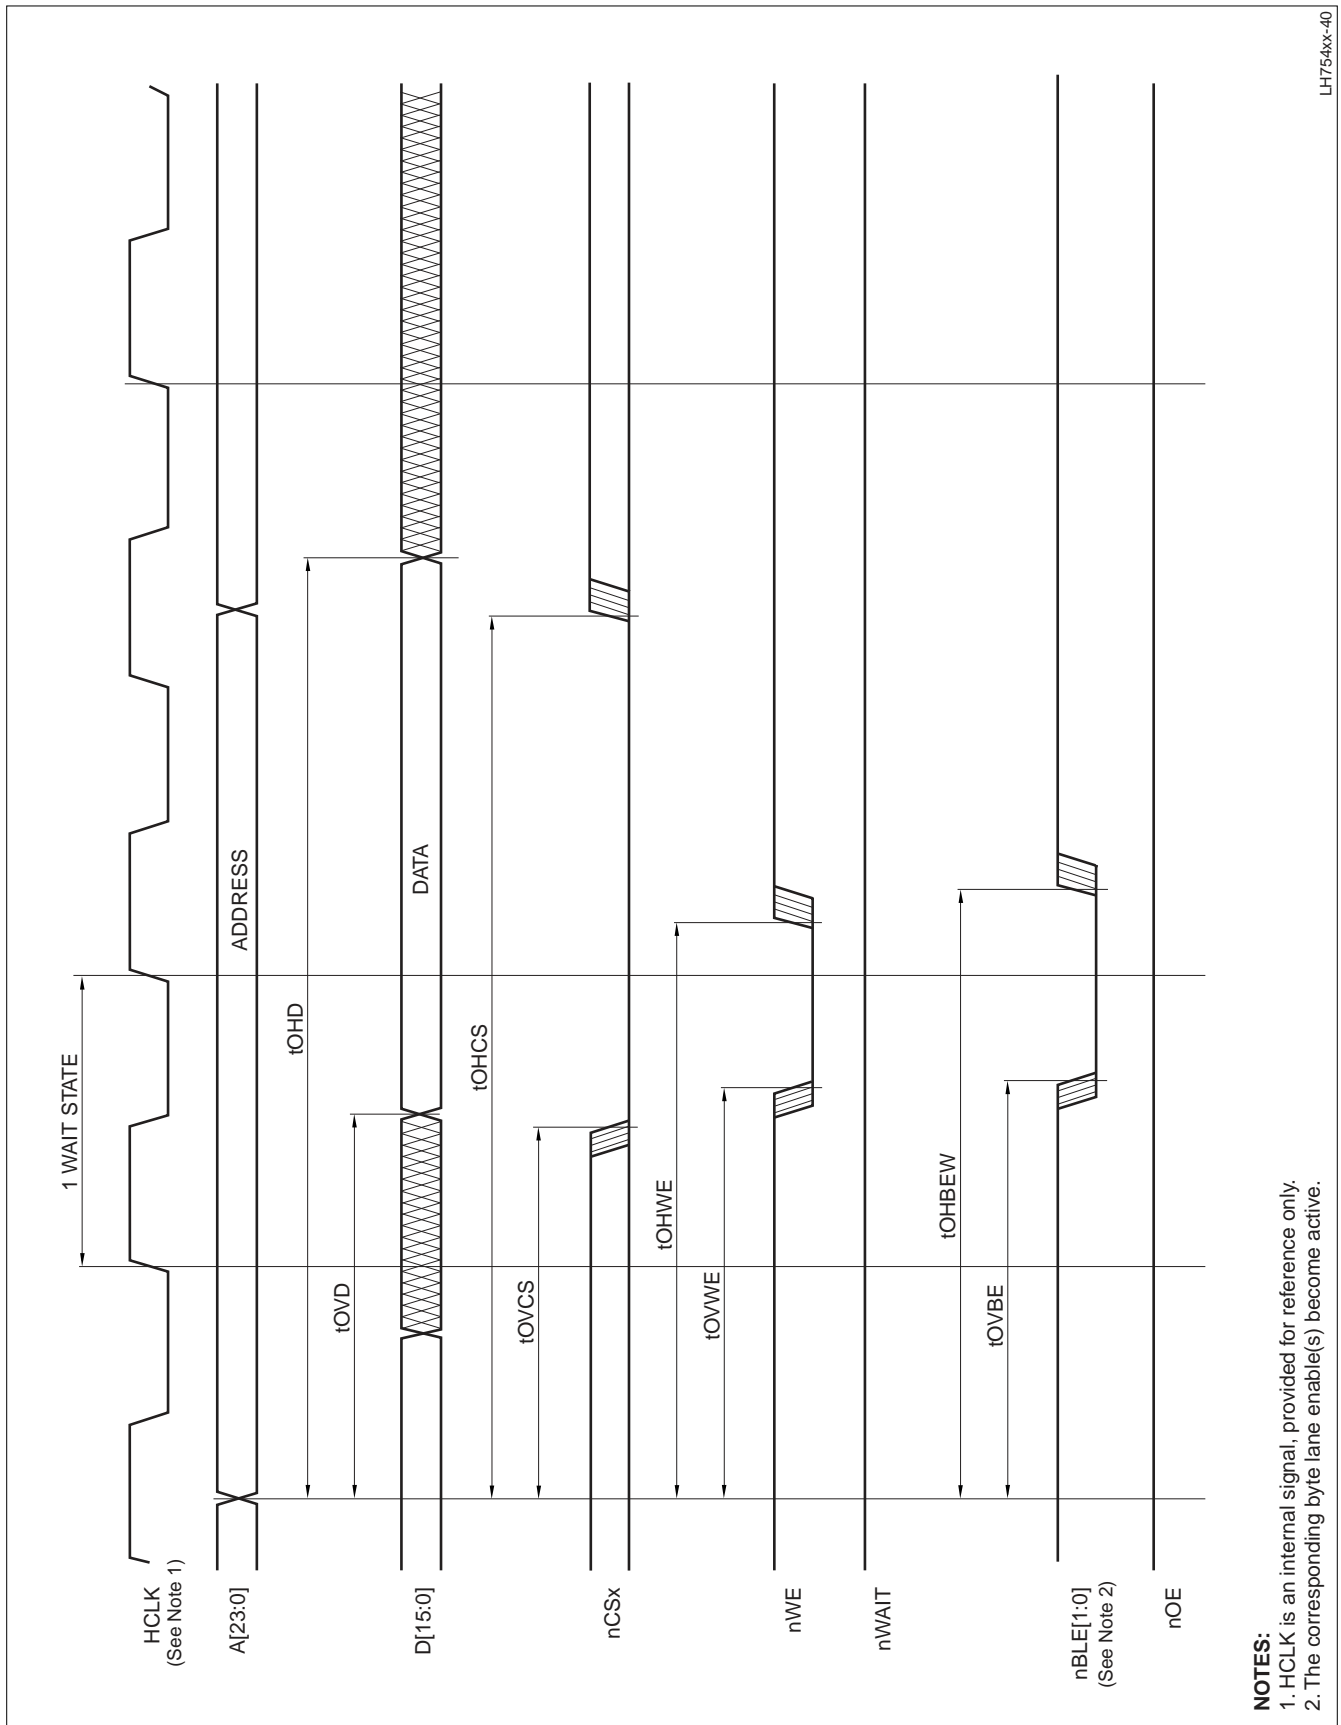 1 WAIT STATE
HCLK
(See Note 1)
A[23:0]
ADDRESS
tOHD
tOVD
D[15:0]
DATA
tOHCS
tOVCS
nCSx
tOHWE
tOVWE
nWE
nWAIT
tOHBEW
tOVBE
nBLE[1:0]
(See Note 2)
nOE
NOTES:
1. HCLK is an internal signal, provided for reference only.
2. The corresponding byte lane enable(s) become active.
LH754xx-40